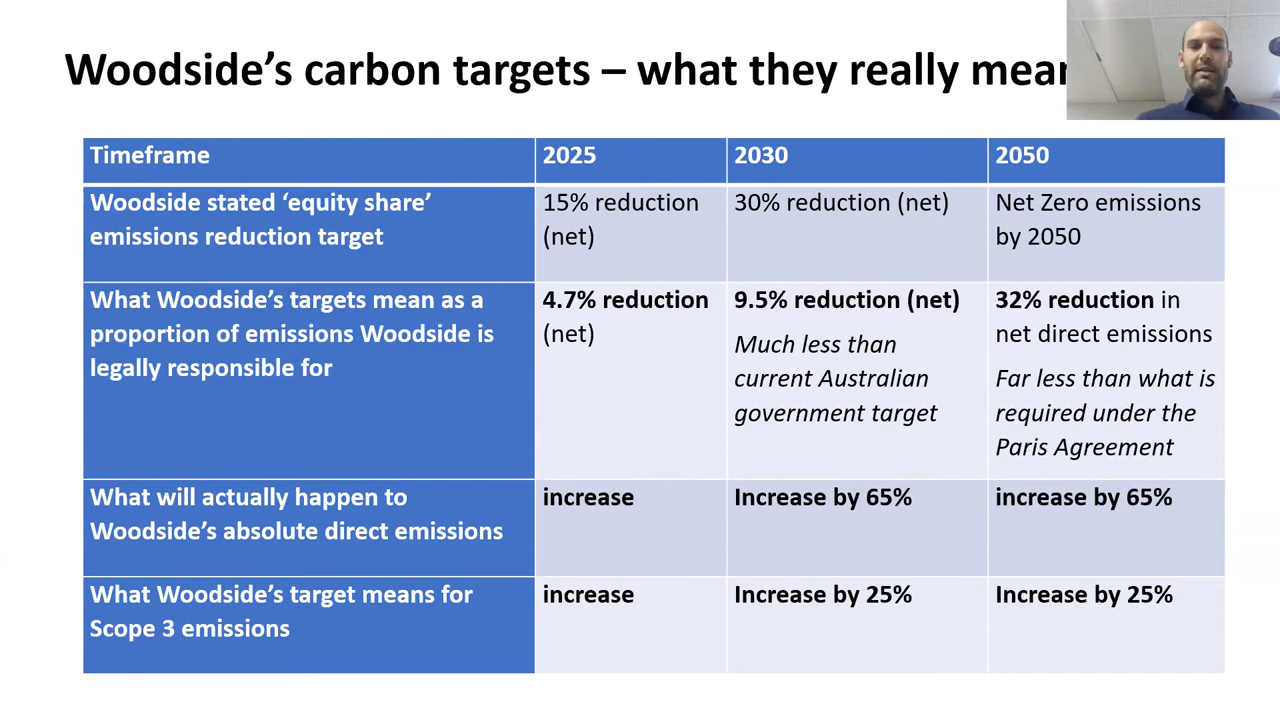 Woodside’s carbon targets – what they really mean
Timeframe
2025
2030
2050
Woodside stated ‘equity share’
emissions reduction target
15% reduction
(net)
30% reduction (net)
Net Zero emissions
by 2050
What Woodside’s targets mean as a
proportion of emissions Woodside is
legally responsible for
4.7% reduction
(net)
9.5% reduction (net)
Much less than
current Australian
government target
32% reduction in
net direct emissions
Far less than what is
required under the
Paris Agreement
What will actually happen to
Woodside’s absolute direct emissions
increase
Increase by 65%
increase by 65%
What Woodside’s target means for
Scope 3 emissions
increase
Increase by 25%
Increase by 25%